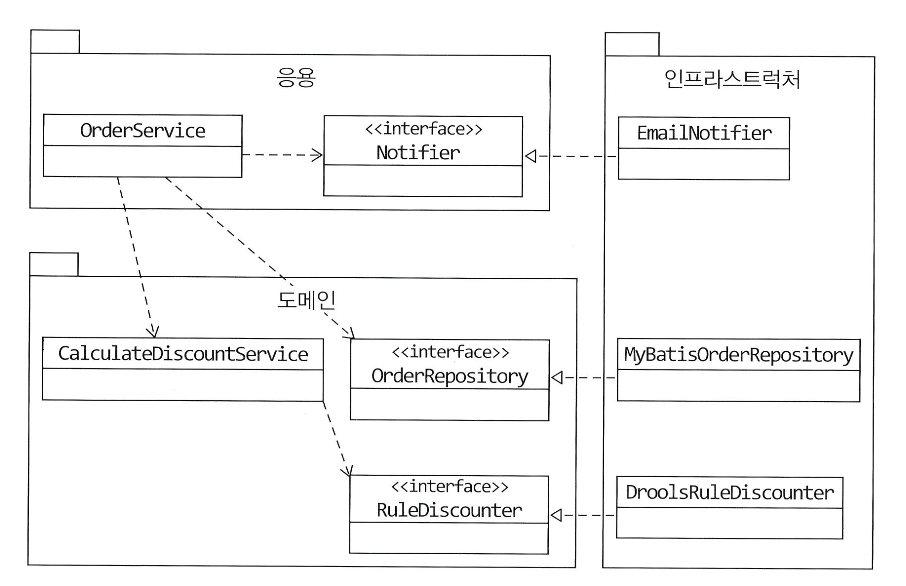 응용
OrderService
<<interface>>
Notifier
인프라스트럭처
EmailNotifier
도메인
CalculateDiscountService
<<interface>>
OrderRepository
MyBatisOrderRepository
<<interface>>
RuleDiscounter
DroolsRuleDiscounter